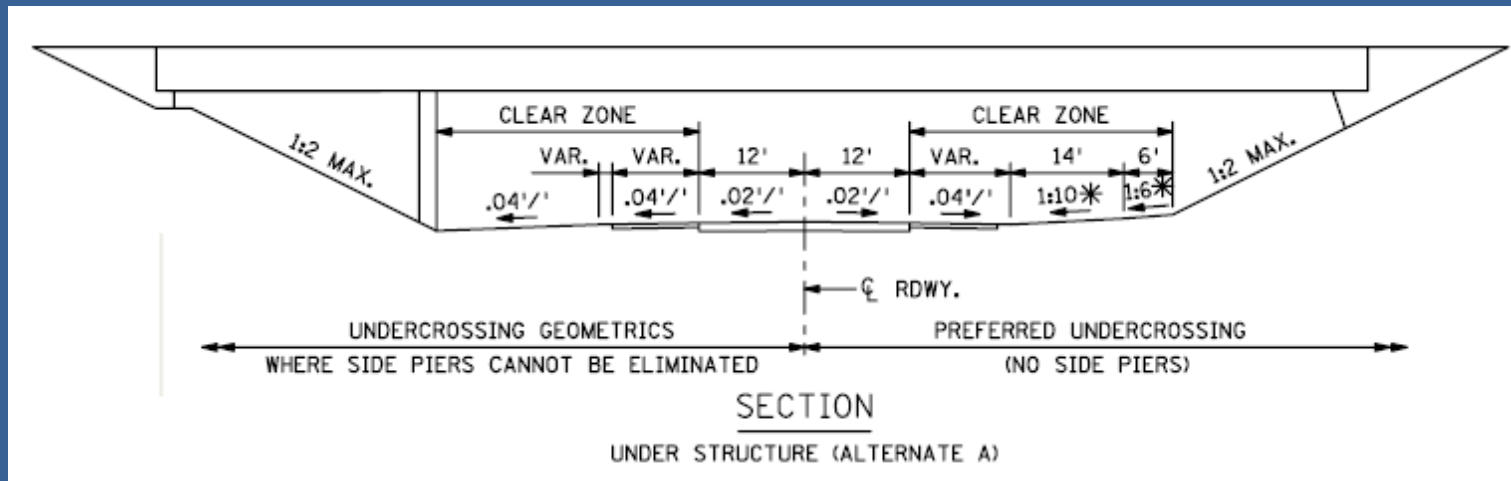 CLEAR ZONE CLEAR ZONE
VAR. VAR. 12' 12' VAR. 14' 6'
1:2 MAX. .04'/' .04'/' .02'/' .02'/' .04'/' 1:10* 1:6* 1:2 MAX.
℄ RDWY.
UNDERCROSSING GEOMETRICS PREFERRED UNDERCROSSING
WHERE SIDE PIERS CANNOT BE ELIMINATED (NO SIDE PIERS)
SECTION
UNDER STRUCTURE (ALTERNATE A)